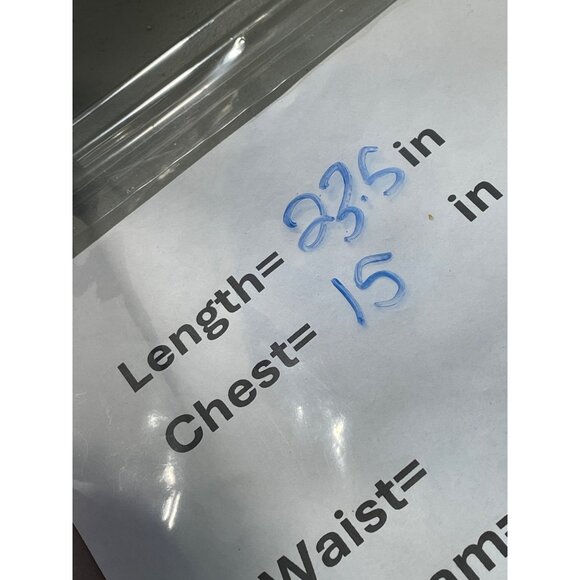 Length= 23.5 in
Chest= 15 in
Waist=